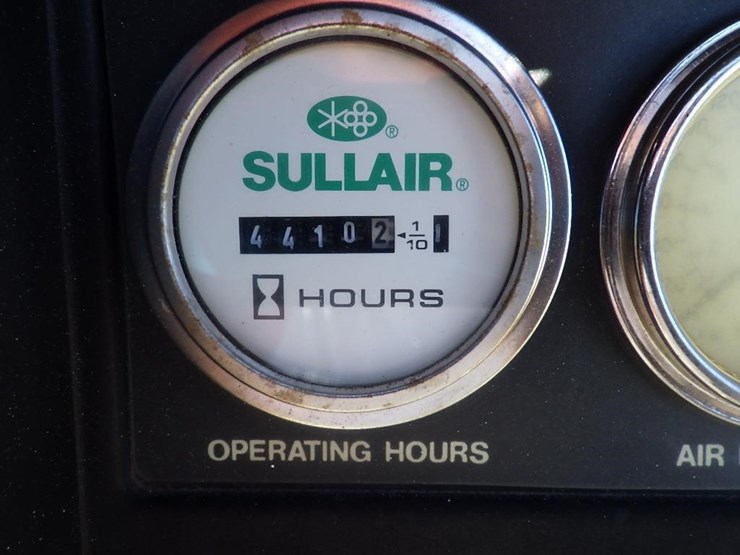 ®
SULLAIR®
4 4 1 0 2 ◄ 1/10
HOURS
OPERATING HOURS
AIR